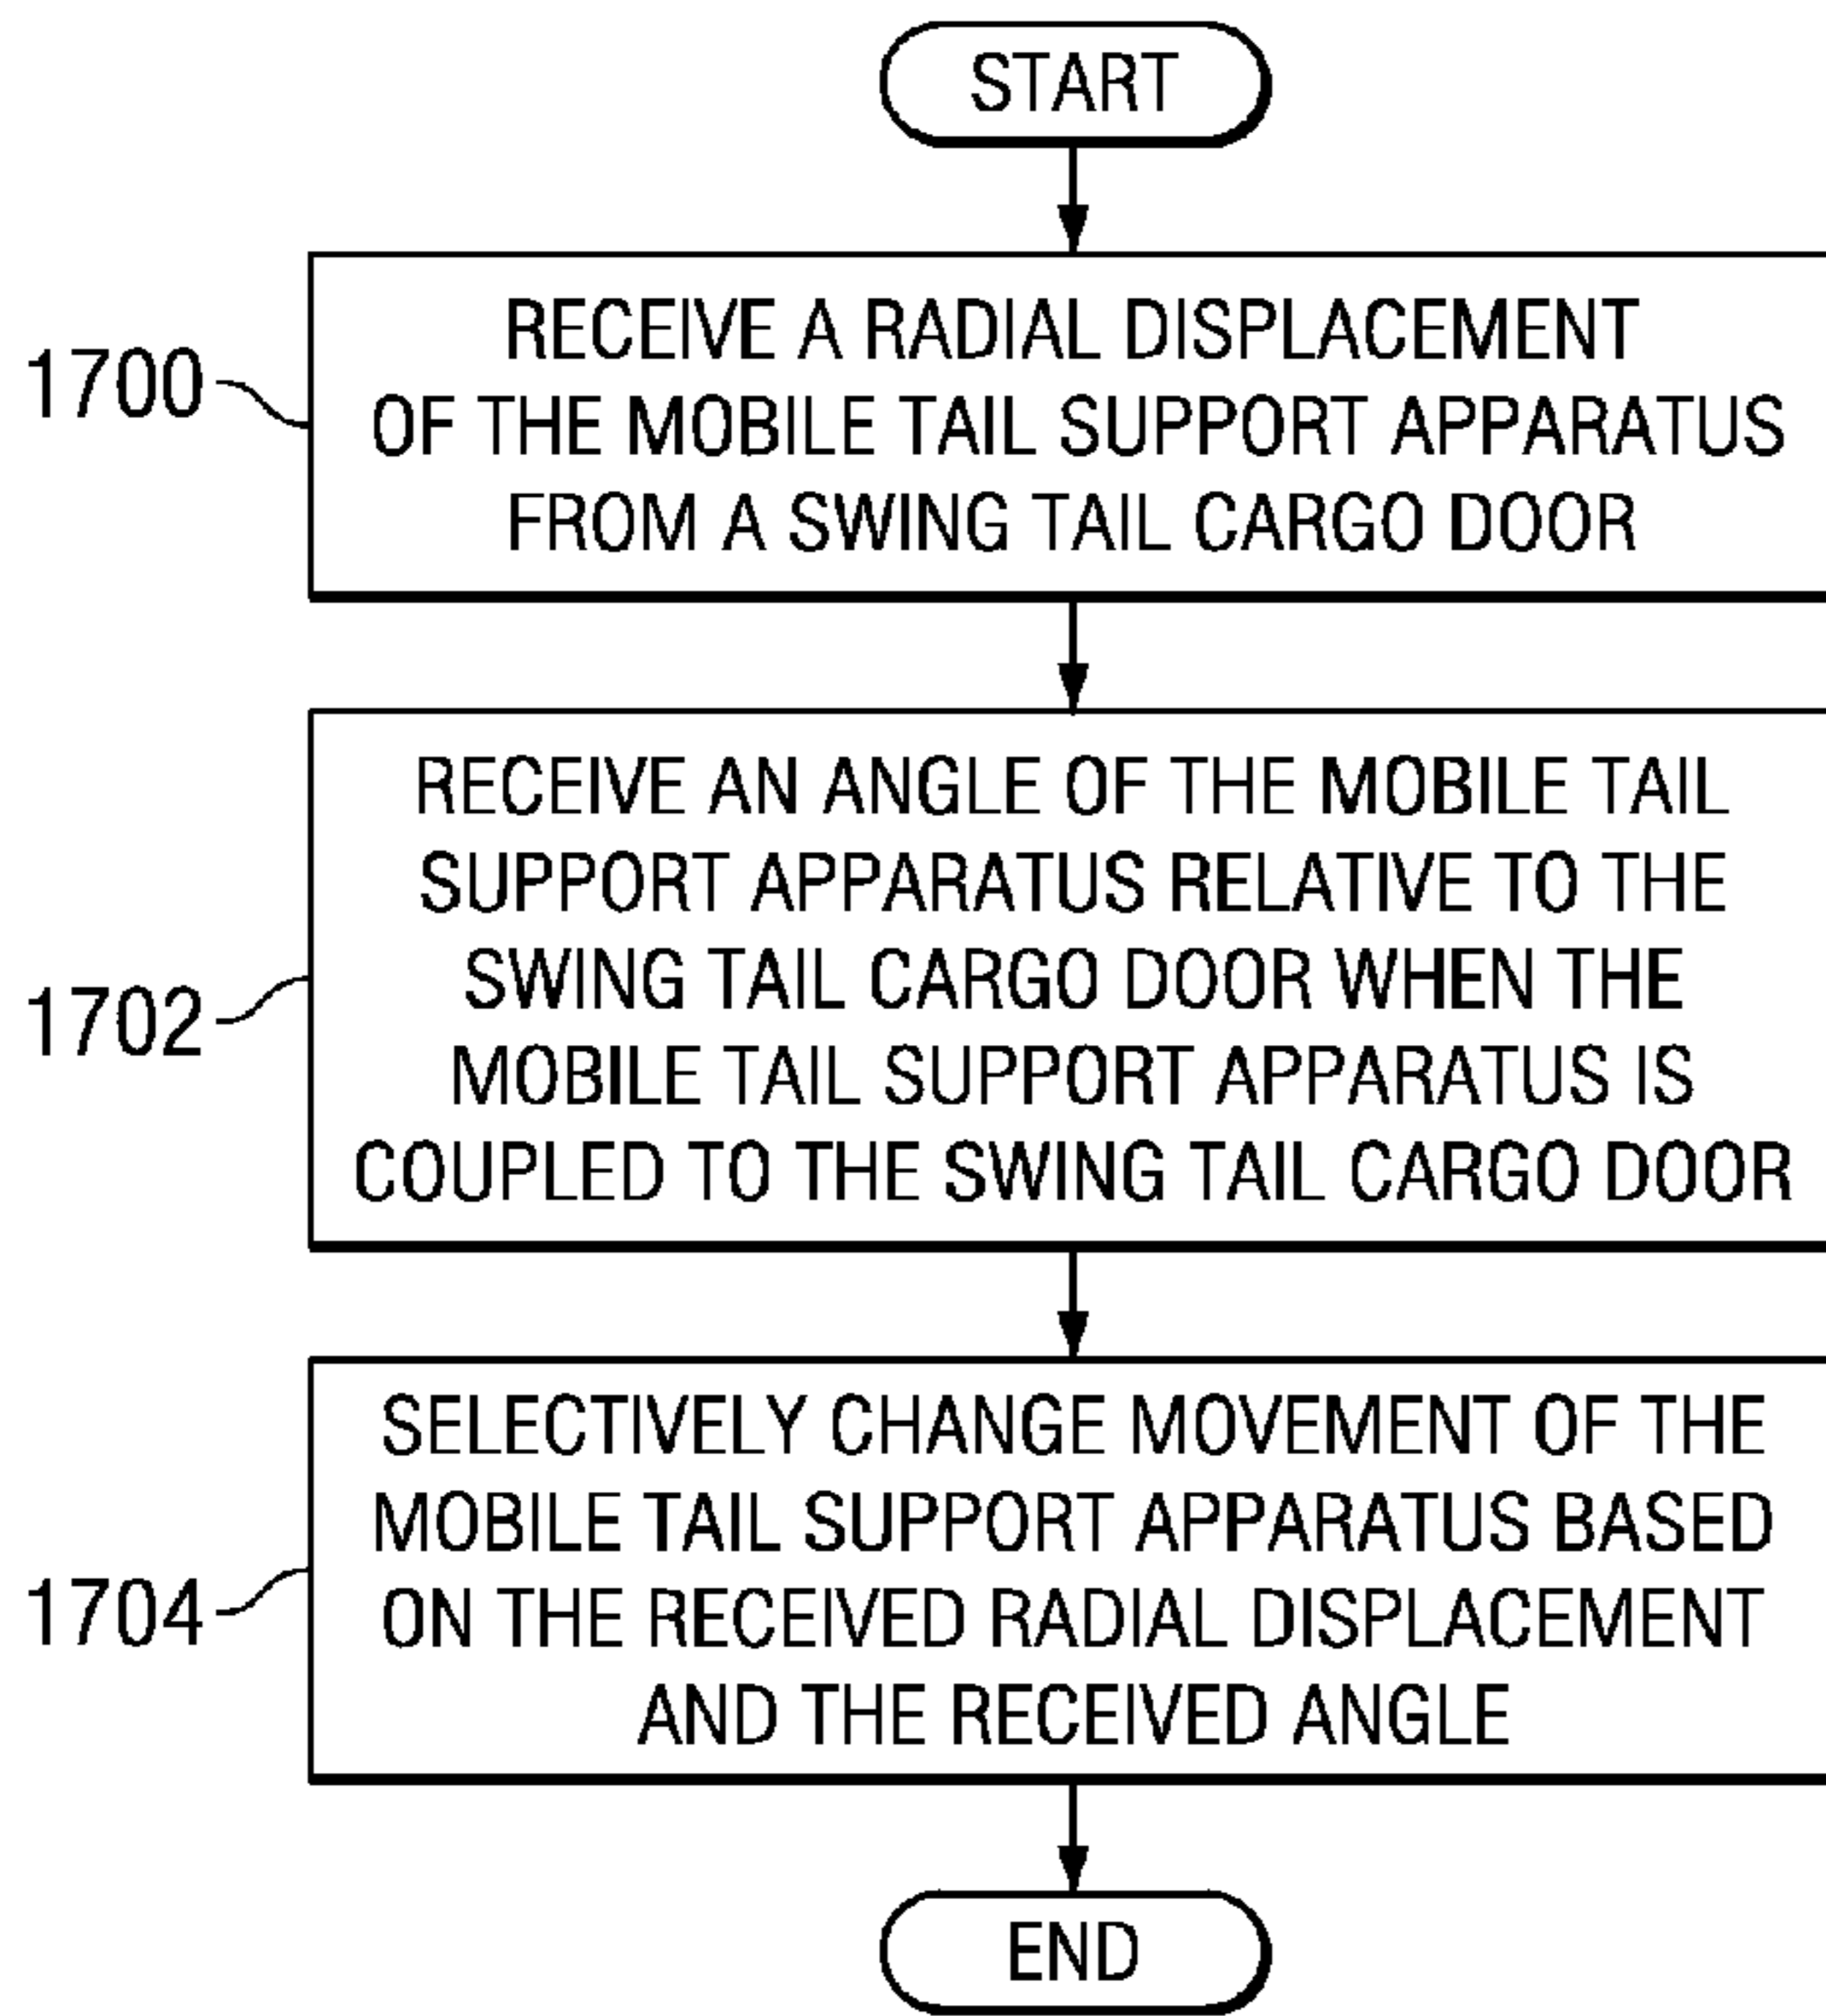 START
1700
RECEIVE A RADIAL DISPLACEMENT
OF THE MOBILE TAIL SUPPORT APPARATUS
FROM A SWING TAIL CARGO DOOR
1702
RECEIVE AN ANGLE OF THE MOBILE TAIL
SUPPORT APPARATUS RELATIVE TO THE
SWING TAIL CARGO DOOR WHEN THE
MOBILE TAIL SUPPORT APPARATUS IS
COUPLED TO THE SWING TAIL CARGO DOOR
1704
SELECTIVELY CHANGE MOVEMENT OF THE
MOBILE TAIL SUPPORT APPARATUS BASED
ON THE RECEIVED RADIAL DISPLACEMENT
AND THE RECEIVED ANGLE
END